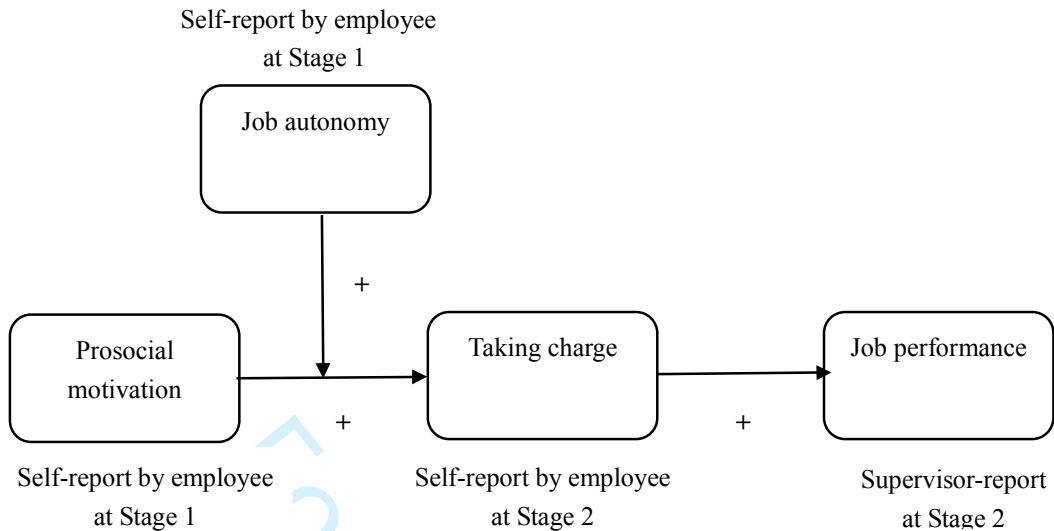 Self-report by employee
at Stage 1
Job autonomy
+
Prosocial
motivation
Taking charge
Job performance
+
+
Self-report by employee
at Stage 1
Self-report by employee
at Stage 2
Supervisor-report
at Stage 2